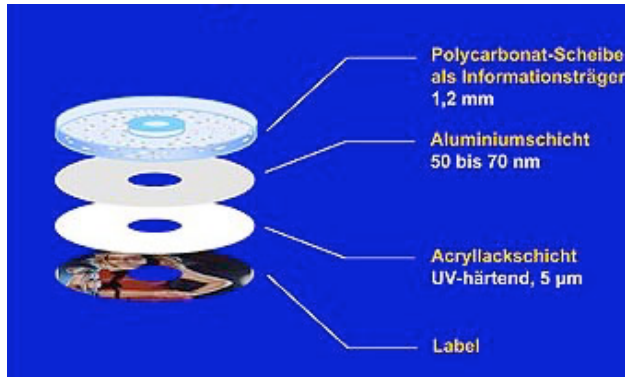 Polycarbonat-Scheibe
als Informationsträger
1,2 mm
Aluminiumschicht
50 bis 70 nm
Acryllackschicht
UV-härtend, 5 µm
Label